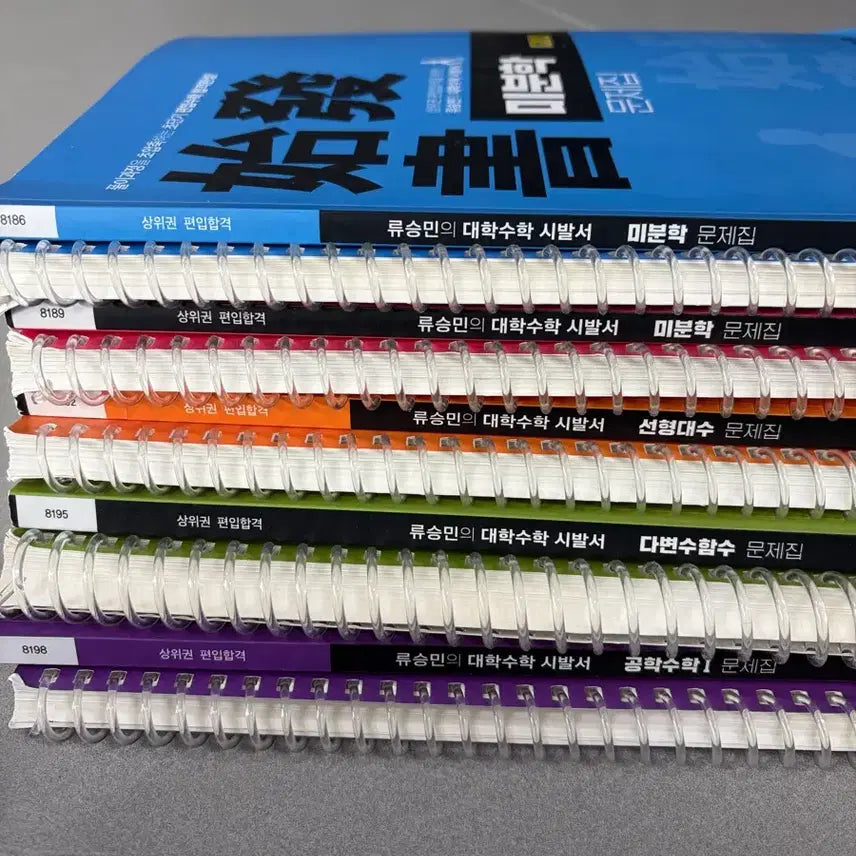 始發書
미분학
문제집
8186 상위권 편입합격 류승민의 대학수학 시발서 미분학 문제집
8189 상위권 편입합격 류승민의 대학수학 시발서 미분학 문제집
상위권 편입합격 류승민의 대학수학 시발서 선형대수 문제집
8195 상위권 편입합격 류승민의 대학수학 시발서 다변수함수 문제집
8198 상위권 편입합격 류승민의 대학수학 시발서 공학수학 I 문제집